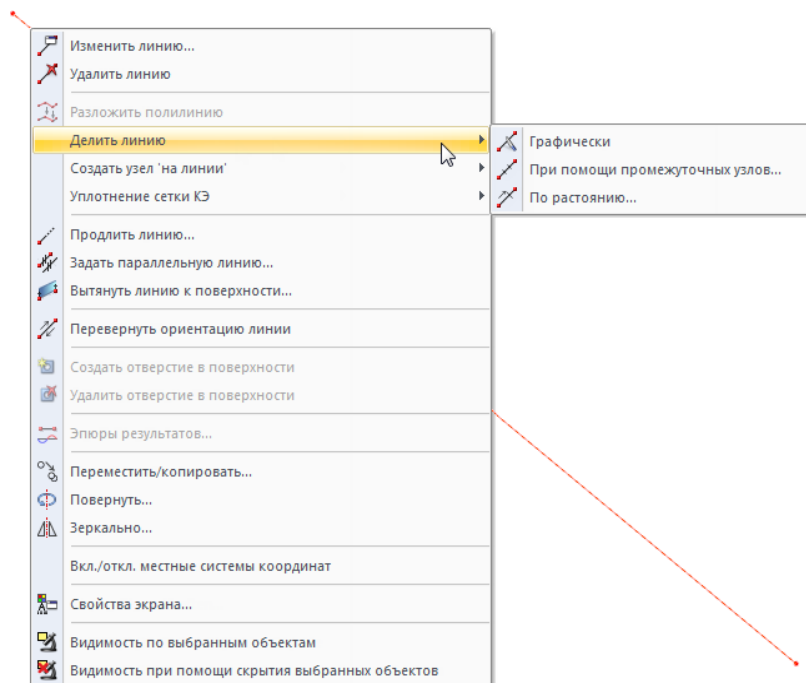 Изменить линию...
Удалить линию
Разложить полилинию
Делить линию
Графически
При помощи промежуточных узлов...
По растоянию...
Создать узел 'на линии'
Уплотнение сетки КЭ
Продлить линию...
Задать параллельную линию...
Вытянуть линию к поверхности...
Перевернуть ориентацию линии
Создать отверстие в поверхности
Удалить отверстие в поверхности
Эпюры результатов...
Переместить/копировать...
Повернуть...
Зеркально...
Вкл./откл. местные системы координат
Свойства экрана...
Видимость по выбранным объектам
Видимость при помощи скрытия выбранных объектов